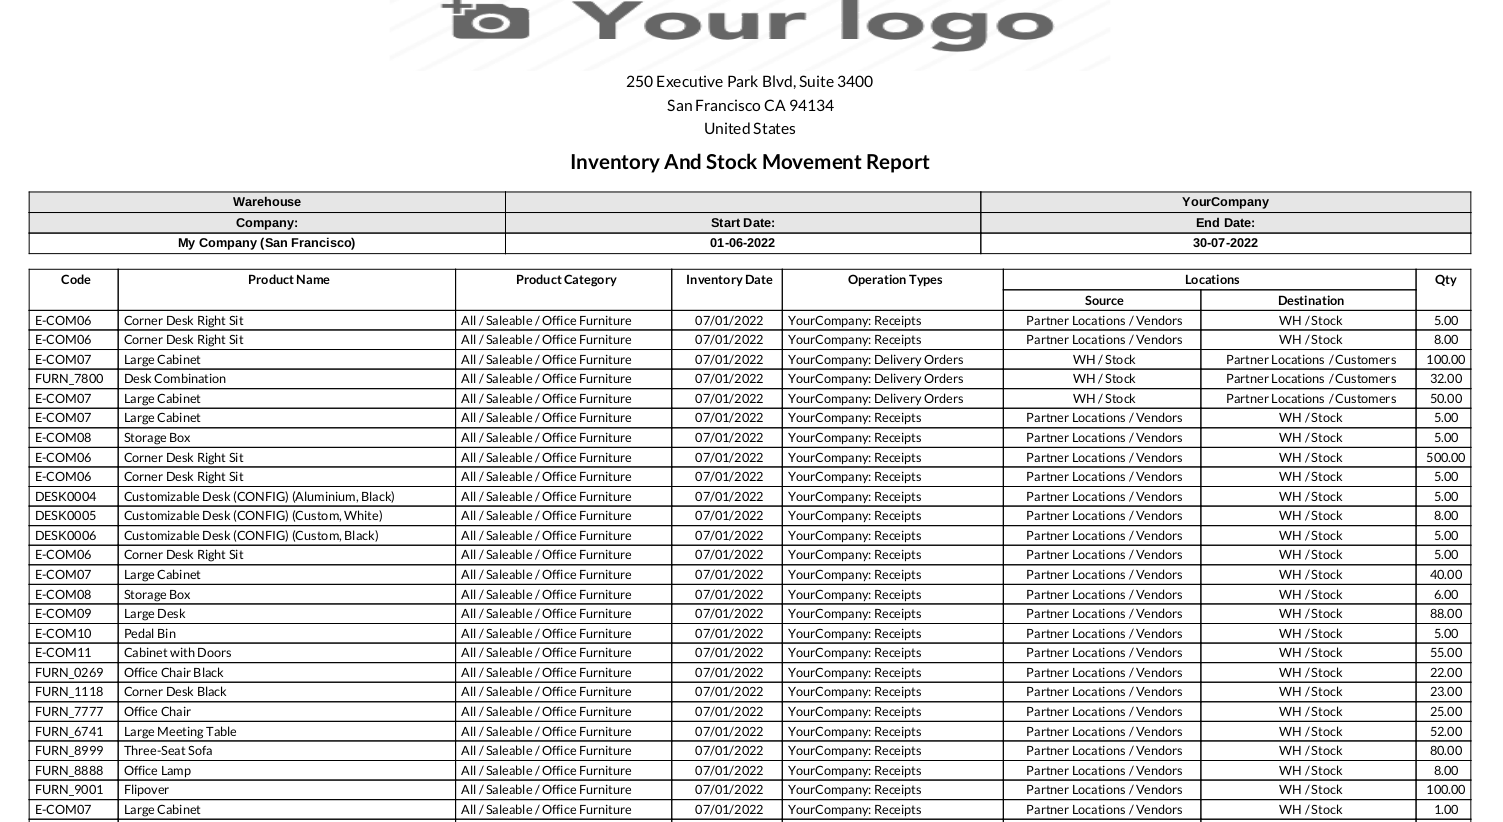 Your logo
250 Executive Park Blvd, Suite 3400
San Francisco CA 94134
United States
Inventory And Stock Movement Report
Warehouse YourCompany
Company: Start Date: End Date:
My Company (San Francisco) 01-06-2022 30-07-2022
Code Product Name Product Category Inventory Date Operation Types Locations Qty
Source Destination
E-COM06 Corner Desk Right Sit All / Saleable / Office Furniture 07/01/2022 YourCompany: Receipts Partner Locations / Vendors WH / Stock 5.00
E-COM06 Corner Desk Right Sit All / Saleable / Office Furniture 07/01/2022 YourCompany: Receipts Partner Locations / Vendors WH / Stock 8.00
E-COM07 Large Cabinet All / Saleable / Office Furniture 07/01/2022 YourCompany: Delivery Orders WH / Stock Partner Locations / Customers 100.00
FURN_7800 Desk Combination All / Saleable / Office Furniture 07/01/2022 YourCompany: Delivery Orders WH / Stock Partner Locations / Customers 32.00
E-COM07 Large Cabinet All / Saleable / Office Furniture 07/01/2022 YourCompany: Delivery Orders WH / Stock Partner Locations / Customers 50.00
E-COM07 Large Cabinet All / Saleable / Office Furniture 07/01/2022 YourCompany: Receipts Partner Locations / Vendors WH / Stock 5.00
E-COM08 Storage Box All / Saleable / Office Furniture 07/01/2022 YourCompany: Receipts Partner Locations / Vendors WH / Stock 5.00
E-COM06 Corner Desk Right Sit All / Saleable / Office Furniture 07/01/2022 YourCompany: Receipts Partner Locations / Vendors WH / Stock 500.00
E-COM06 Corner Desk Right Sit All / Saleable / Office Furniture 07/01/2022 YourCompany: Receipts Partner Locations / Vendors WH / Stock 5.00
DESK0004 Customizable Desk (CONFIG) (Aluminium, Black) All / Saleable / Office Furniture 07/01/2022 YourCompany: Receipts Partner Locations / Vendors WH / Stock 5.00
DESK0005 Customizable Desk (CONFIG) (Custom, White) All / Saleable / Office Furniture 07/01/2022 YourCompany: Receipts Partner Locations / Vendors WH / Stock 8.00
DESK0006 Customizable Desk (CONFIG) (Custom, Black) All / Saleable / Office Furniture 07/01/2022 YourCompany: Receipts Partner Locations / Vendors WH / Stock 5.00
E-COM06 Corner Desk Right Sit All / Saleable / Office Furniture 07/01/2022 YourCompany: Receipts Partner Locations / Vendors WH / Stock 5.00
E-COM07 Large Cabinet All / Saleable / Office Furniture 07/01/2022 YourCompany: Receipts Partner Locations / Vendors WH / Stock 40.00
E-COM08 Storage Box All / Saleable / Office Furniture 07/01/2022 YourCompany: Receipts Partner Locations / Vendors WH / Stock 6.00
E-COM09 Large Desk All / Saleable / Office Furniture 07/01/2022 YourCompany: Receipts Partner Locations / Vendors WH / Stock 88.00
E-COM10 Pedal Bin All / Saleable / Office Furniture 07/01/2022 YourCompany: Receipts Partner Locations / Vendors WH / Stock 5.00
E-COM11 Cabinet with Doors All / Saleable / Office Furniture 07/01/2022 YourCompany: Receipts Partner Locations / Vendors WH / Stock 55.00
FURN_0269 Office Chair Black All / Saleable / Office Furniture 07/01/2022 YourCompany: Receipts Partner Locations / Vendors WH / Stock 22.00
FURN_1118 Corner Desk Black All / Saleable / Office Furniture 07/01/2022 YourCompany: Receipts Partner Locations / Vendors WH / Stock 23.00
FURN_7777 Office Chair All / Saleable / Office Furniture 07/01/2022 YourCompany: Receipts Partner Locations / Vendors WH / Stock 25.00
FURN_6741 Large Meeting Table All / Saleable / Office Furniture 07/01/2022 YourCompany: Receipts Partner Locations / Vendors WH / Stock 52.00
FURN_8999 Three-Seat Sofa All / Saleable / Office Furniture 07/01/2022 YourCompany: Receipts Partner Locations / Vendors WH / Stock 80.00
FURN_8888 Office Lamp All / Saleable / Office Furniture 07/01/2022 YourCompany: Receipts Partner Locations / Vendors WH / Stock 8.00
FURN_9001 Flipover All / Saleable / Office Furniture 07/01/2022 YourCompany: Receipts Partner Locations / Vendors WH / Stock 100.00
E-COM07 Large Cabinet All / Saleable / Office Furniture 07/01/2022 YourCompany: Receipts Partner Locations / Vendors WH / Stock 1.00